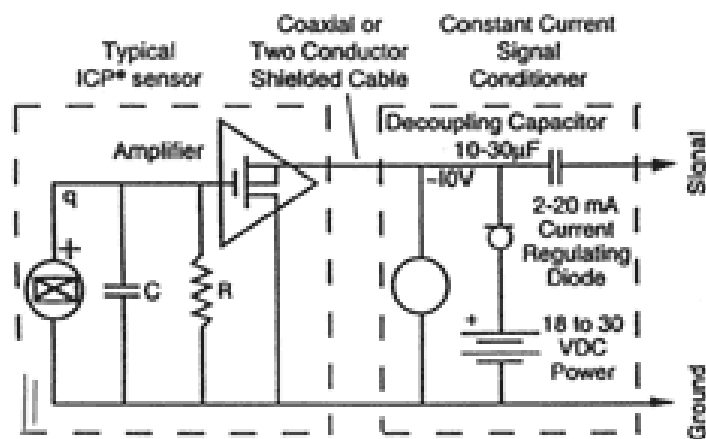 Typical
ICP® sensor
Coaxial or
Two Conductor
Shielded Cable
Constant Current
Signal
Conditioner
Amplifier
Decoupling Capacitor
10-30μF
~10V
q
+
C
R
2-20 mA
Current
Regulating
Diode
+
18 to 30
VDC
Power
Signal
Ground